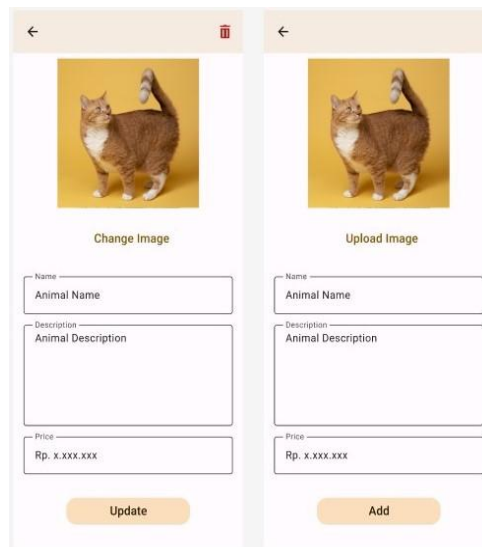 Change Image
Name
Animal Name
Description
Animal Description
Price
Rp. x.xxx.xxx
Update
Upload Image
Name
Animal Name
Description
Animal Description
Price
Rp. x.xxx.xxx
Add